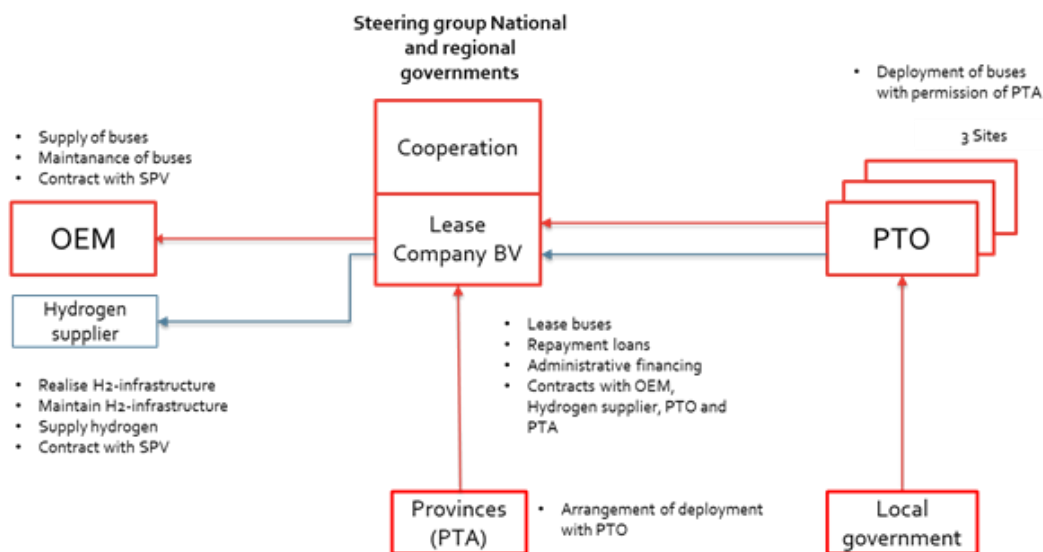 Steering group National
and regional
governments
• Deployment of buses
with permission of PTA
3 Sites
• Supply of buses
• Maintanance of buses
• Contract with SPV
Cooperation
OEM
Lease
Company BV
PTO
Hydrogen
supplier
• Lease buses
• Repayment loans
• Administrative financing
• Contracts with OEM,
Hydrogen supplier, PTO and
PTA
• Realise H2-infrastructure
• Maintain H2-infrastructure
• Supply hydrogen
• Contract with SPV
Provinces
(PTA)
• Arrangement of deployment
with PTO
Local
government